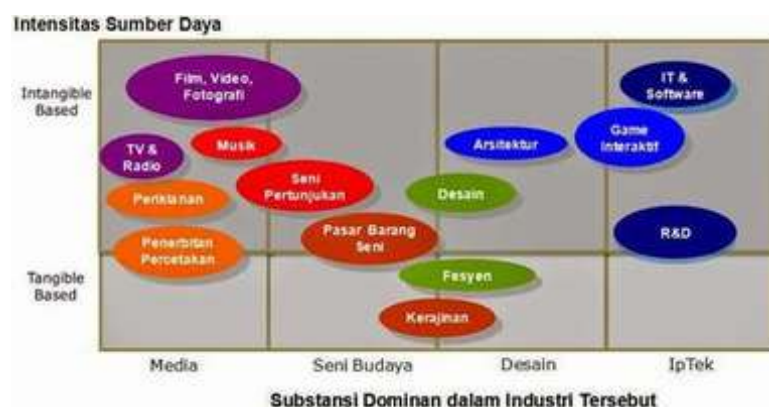 Intensitas Sumber Daya
Intangible
Based
Film, Video,
Fotografi
IT &
Software
TV &
Radio
Musik
Arsitektur
Game
Interaktif
Periklanan
Seni
Pertunjukan
Desain
Penerbitan
Percetakan
Pasar Barang
Seni
R&D
Tangible
Based
Fesyen
Kerajinan
Media
Seni Budaya
Desain
IpTek
Substansi Dominan dalam Industri Tersebut